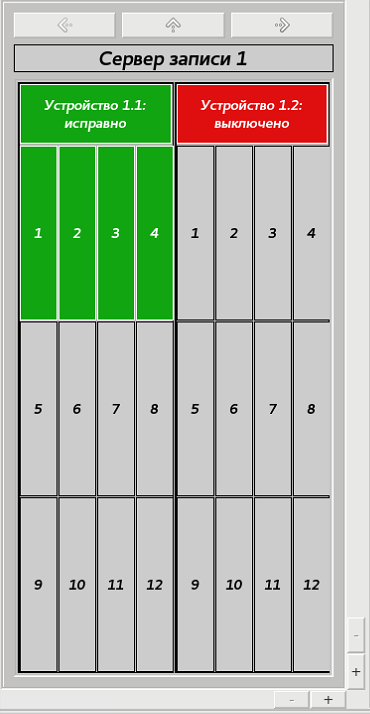 Сервер записи 1
Устройство 1.1:
исправно
Устройство 1.2:
выключено
1 2 3 4 1 2 3 4
5 6 7 8 5 6 7 8
9 10 11 12 9 10 11 12
-
+
- +